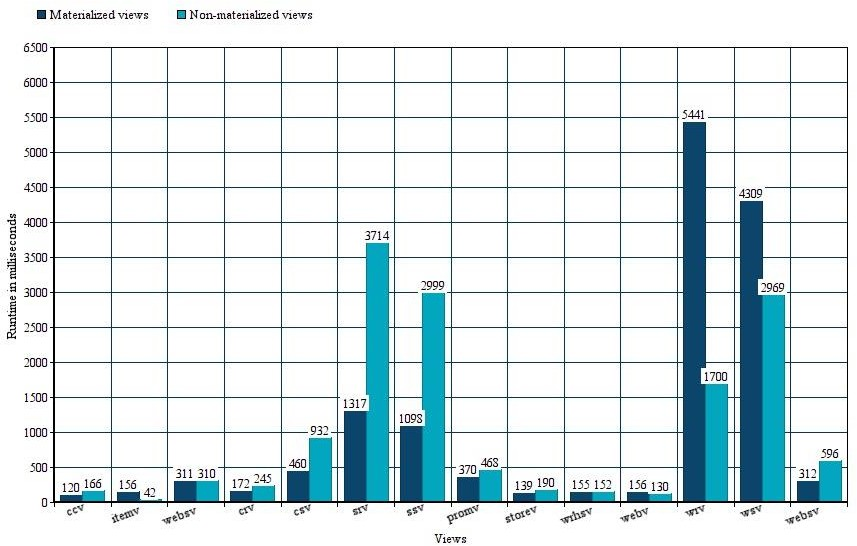 Materialized views Non-materialized views
6500
6000
5500
5000
4500
4000
3500
3000
2500
2000
1500
1000
500
0
Runtime in milliseconds
120 166 156 42 311 310 172 245 460 932 1317 3714 1098 2999 370 468 139 190 155 152 156 130 5441 1700 4309 2969 312 596
ccv itemv websv crv csv srv ssv promv storev wrhsv webv wrv wsv websv
Views